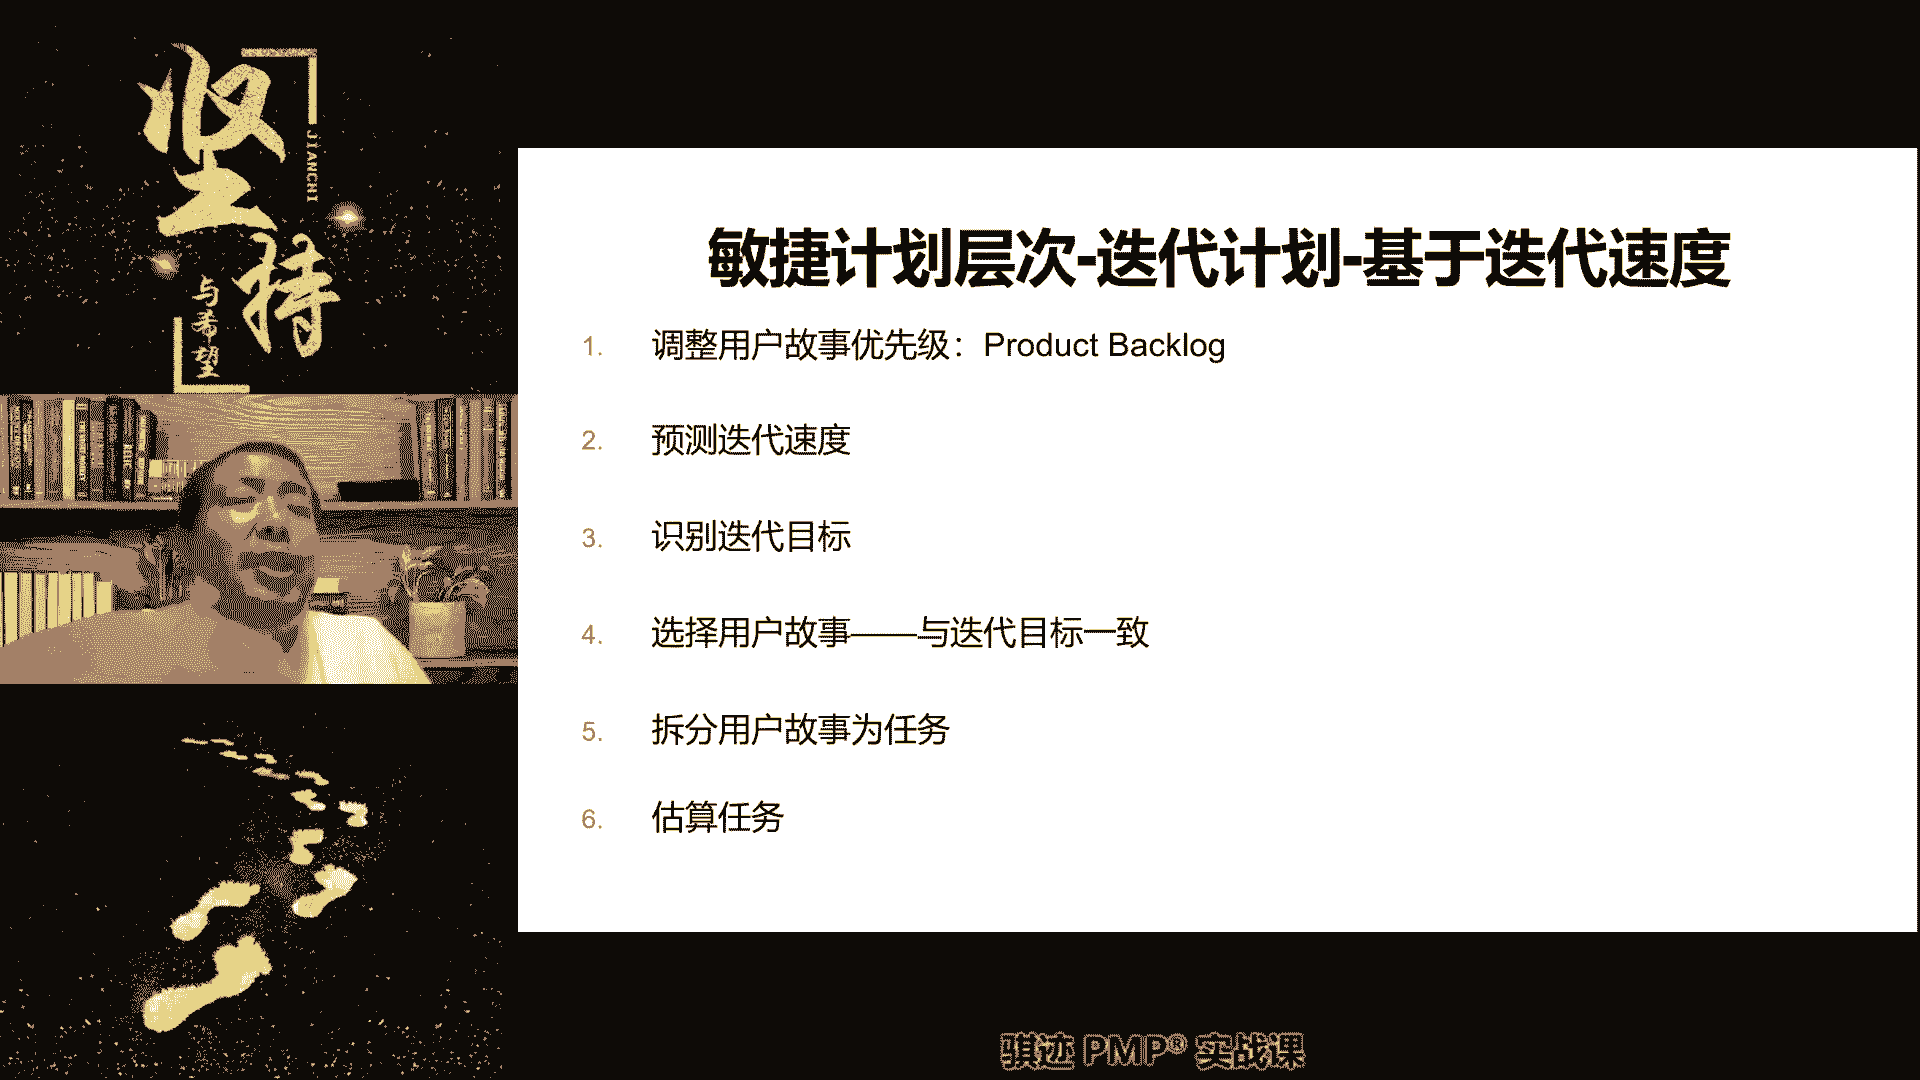 坚持
JIANCHI
与希望
敏捷计划层次-迭代计划-基于迭代速度
1. 调整用户故事优先级：Product Backlog
2. 预测迭代速度
3. 识别迭代目标
4. 选择用户故事——与迭代目标一致
5. 拆分用户故事为任务
6. 估算任务
骐迹 PMP® 实战课